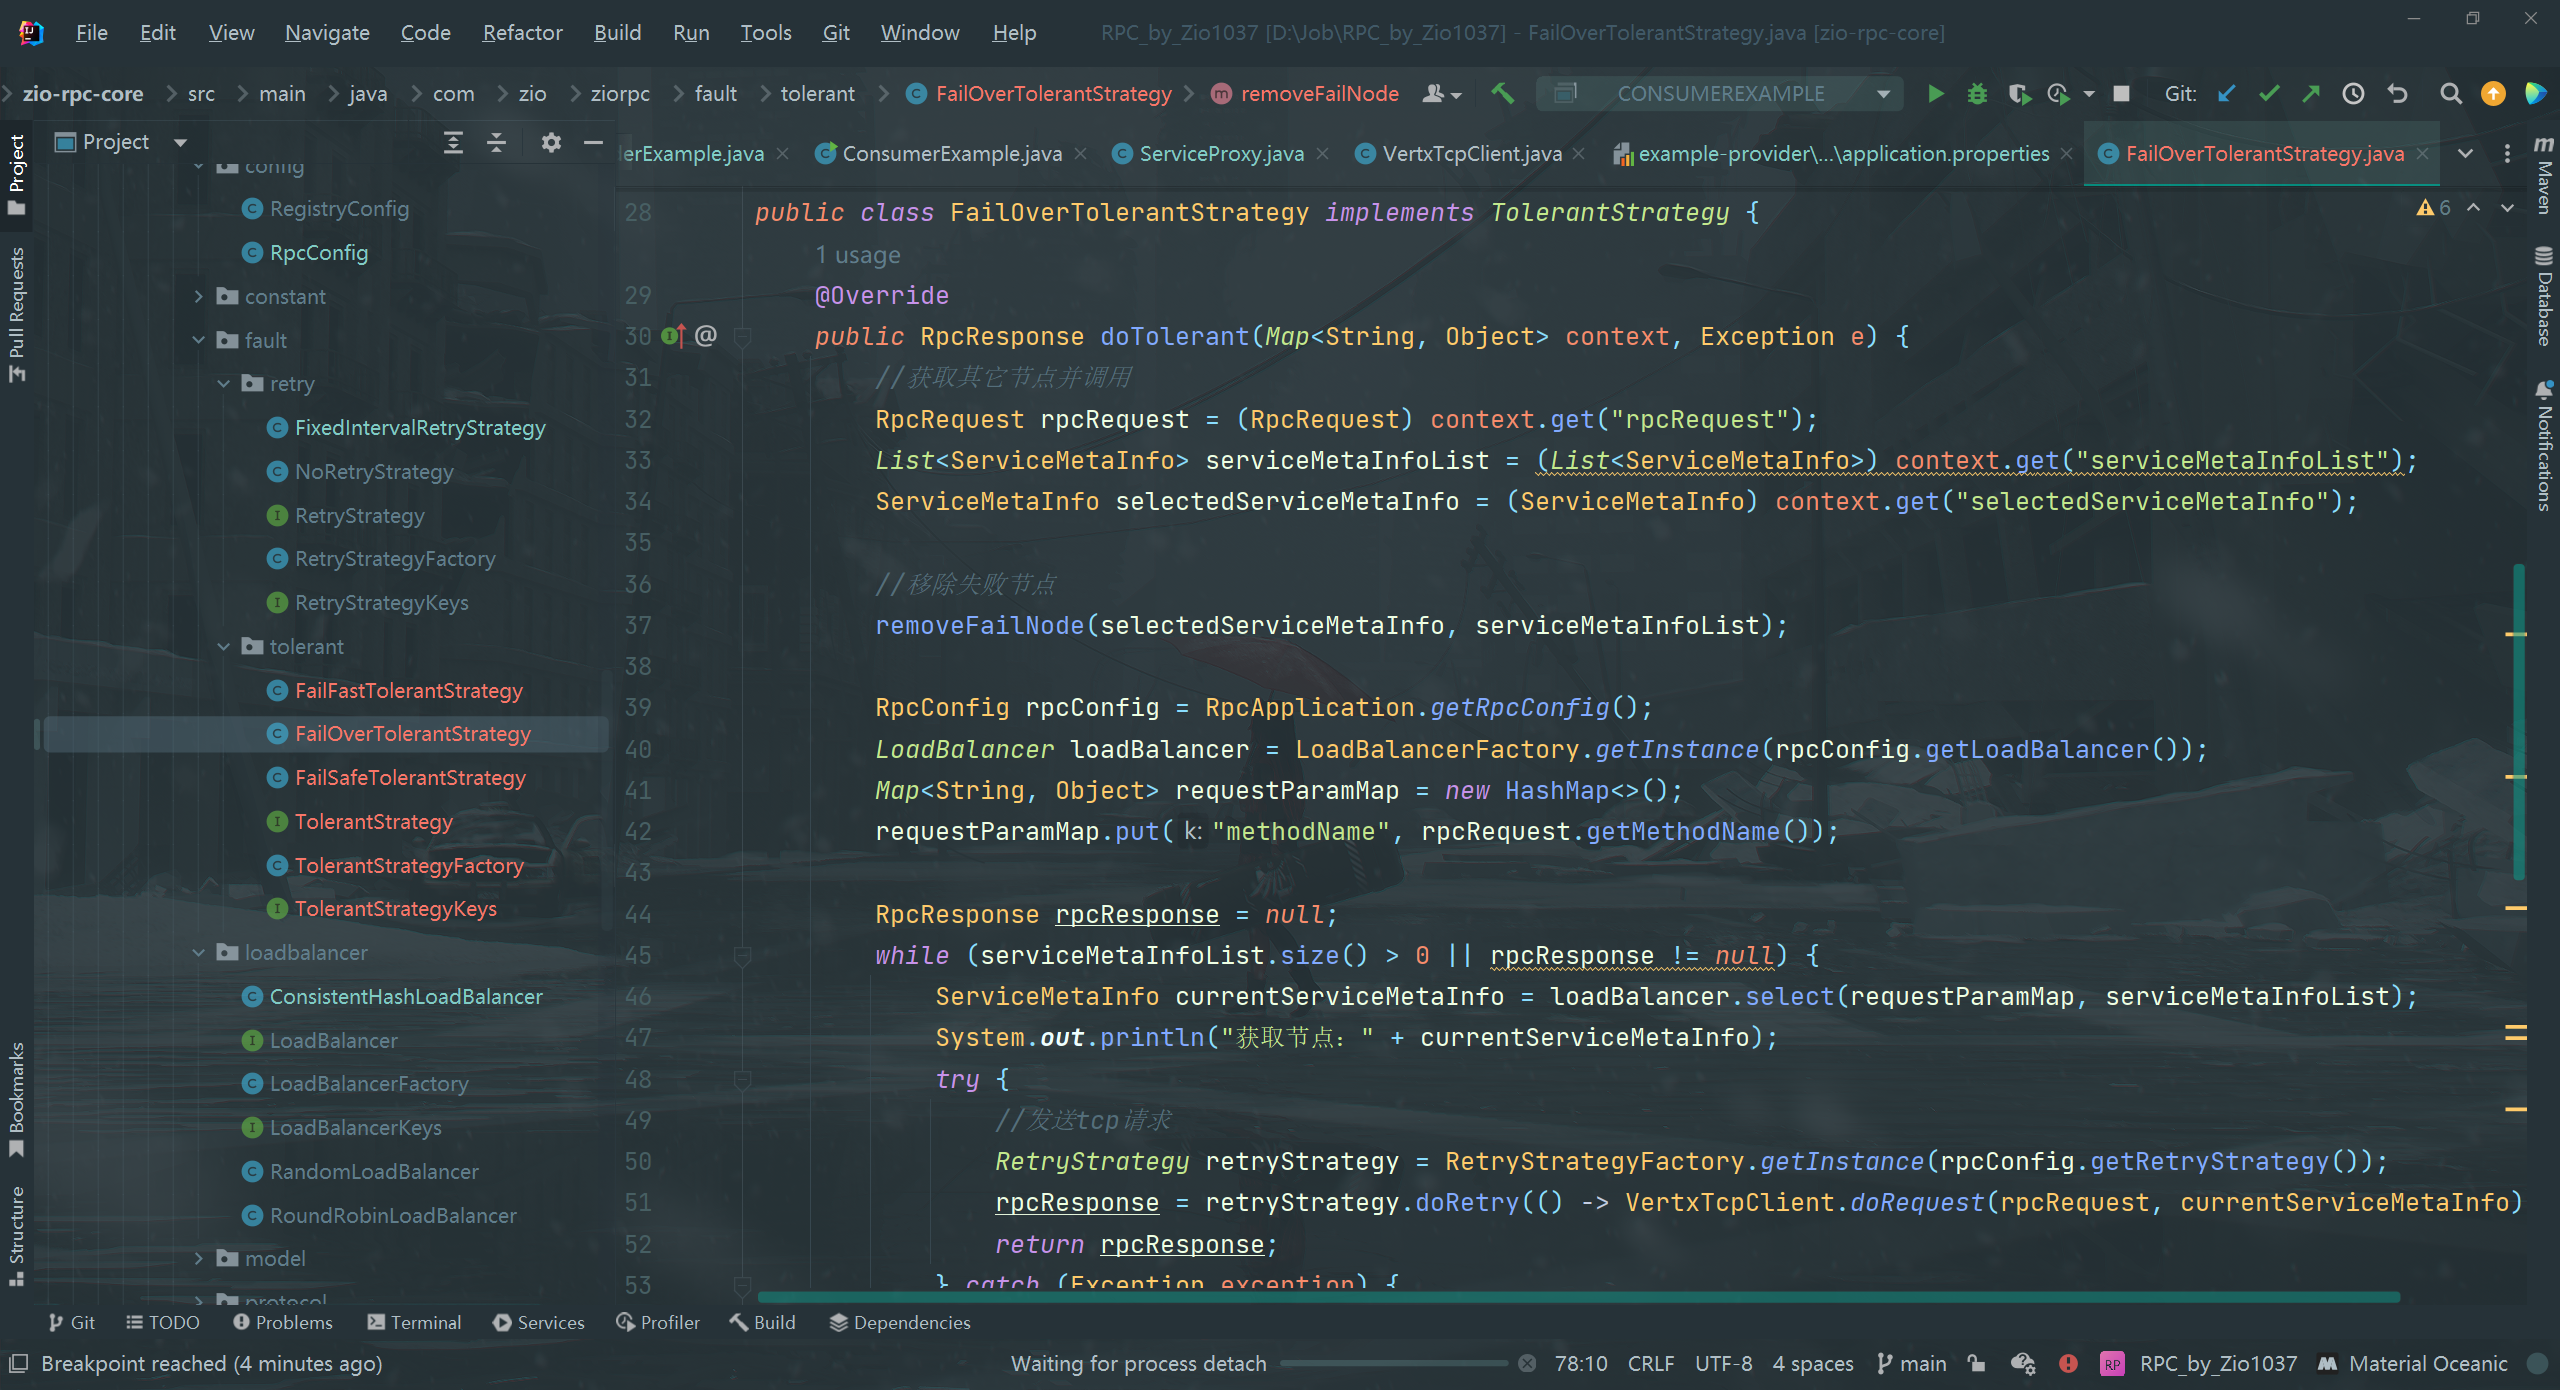 File Edit View Navigate Code Refactor Build Run Tools Git Window Help RPC_by_Zio1037 [D:\Job\RPC_by_Zio1037] - FailOverTolerantStrategy.java [zio-rpc-core]
zio-rpc-core src main java com zio ziorpc fault tolerant FailOverTolerantStrategy removeFailNode CONSUMEREXAMPLE Git:
Project
lerExample.java ConsumerExample.java ServiceProxy.java VertxTcpClient.java example-provider\...\application.properties FailOverTolerantStrategy.java
Project
Pull Requests
Bookmarks
Structure
config
RegistryConfig
RpcConfig
constant
fault
retry
FixedIntervalRetryStrategy
NoRetryStrategy
RetryStrategy
RetryStrategyFactory
RetryStrategyKeys
tolerant
FailFastTolerantStrategy
FailOverTolerantStrategy
FailSafeTolerantStrategy
TolerantStrategy
TolerantStrategyFactory
TolerantStrategyKeys
loadbalancer
ConsistentHashLoadBalancer
LoadBalancer
LoadBalancerFactory
LoadBalancerKeys
RandomLoadBalancer
RoundRobinLoadBalancer
model
protocol
6
28 public class FailOverTolerantStrategy implements TolerantStrategy {
1 usage
29 @Override
30 @ public RpcResponse doTolerant(Map<String, Object> context, Exception e) {
31 //获取其它节点并调用
32 RpcRequest rpcRequest = (RpcRequest) context.get("rpcRequest");
33 List<ServiceMetaInfo> serviceMetaInfoList = (List<ServiceMetaInfo>) context.get("serviceMetaInfoList");
34 ServiceMetaInfo selectedServiceMetaInfo = (ServiceMetaInfo) context.get("selectedServiceMetaInfo");
35
36 //移除失败节点
37 removeFailNode(selectedServiceMetaInfo, serviceMetaInfoList);
38
39 RpcConfig rpcConfig = RpcApplication.getRpcConfig();
40 LoadBalancer loadBalancer = LoadBalancerFactory.getInstance(rpcConfig.getLoadBalancer());
41 Map<String, Object> requestParamMap = new HashMap<>();
42 requestParamMap.put( k: "methodName", rpcRequest.getMethodName());
43
44 RpcResponse rpcResponse = null;
45 while (serviceMetaInfoList.size() > 0 || rpcResponse != null) {
46 ServiceMetaInfo currentServiceMetaInfo = loadBalancer.select(requestParamMap, serviceMetaInfoList);
47 System.out.println("获取节点：" + currentServiceMetaInfo);
48 try {
49 //发送tcp请求
50 RetryStrategy retryStrategy = RetryStrategyFactory.getInstance(rpcConfig.getRetryStrategy());
51 rpcResponse = retryStrategy.doRetry(() -> VertxTcpClient.doRequest(rpcRequest, currentServiceMetaInfo)
52 return rpcResponse;
53 } catch (Exception exception) {
Maven
Database
Notifications
Git TODO Problems Terminal Services Profiler Build Dependencies
Breakpoint reached (4 minutes ago) Waiting for process detach 78:10 CRLF UTF-8 4 spaces main RP RPC_by_Zio1037 Material Oceanic